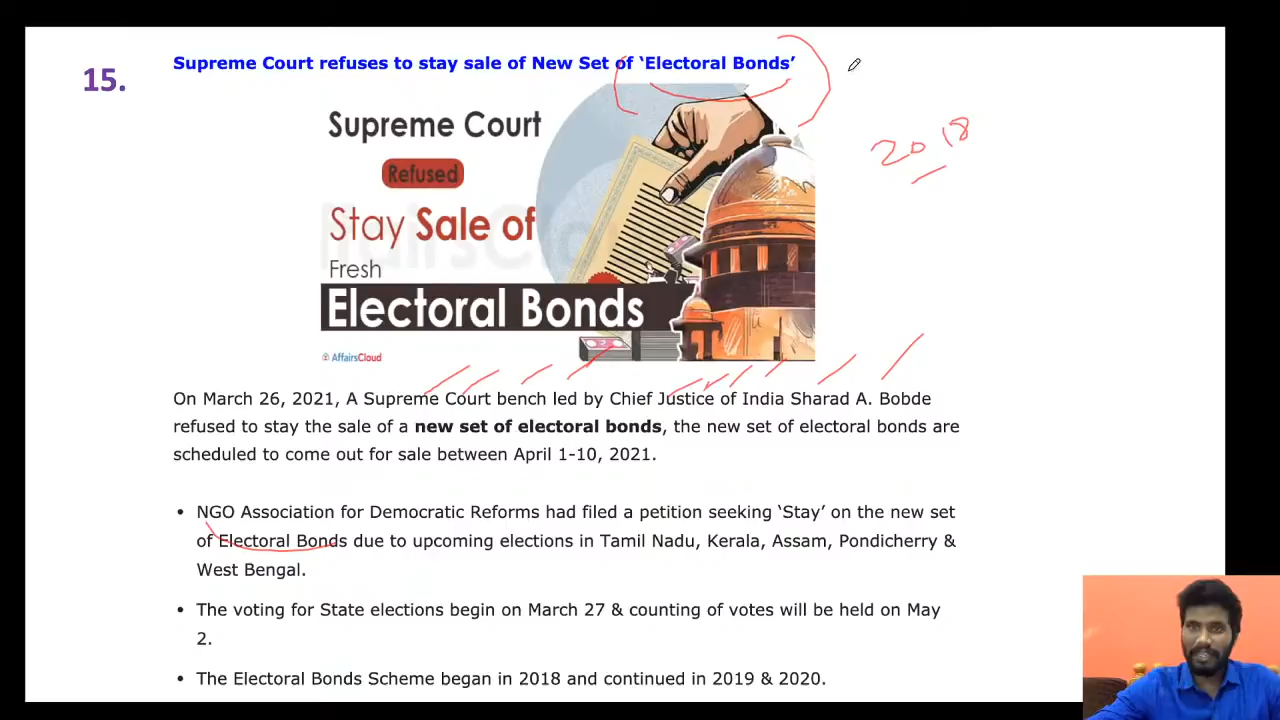 15.
Supreme Court refuses to stay sale of New Set of ‘Electoral Bonds’
2018
Supreme Court
Refused
Stay Sale of
Fresh
Electoral Bonds
AffairsCloud
On March 26, 2021, A Supreme Court bench led by Chief Justice of India Sharad A. Bobde
refused to stay the sale of a new set of electoral bonds, the new set of electoral bonds are
scheduled to come out for sale between April 1-10, 2021.
• NGO Association for Democratic Reforms had filed a petition seeking ‘Stay’ on the new set
of Electoral Bonds due to upcoming elections in Tamil Nadu, Kerala, Assam, Pondicherry &
West Bengal.
• The voting for State elections begin on March 27 & counting of votes will be held on May
2.
• The Electoral Bonds Scheme began in 2018 and continued in 2019 & 2020.